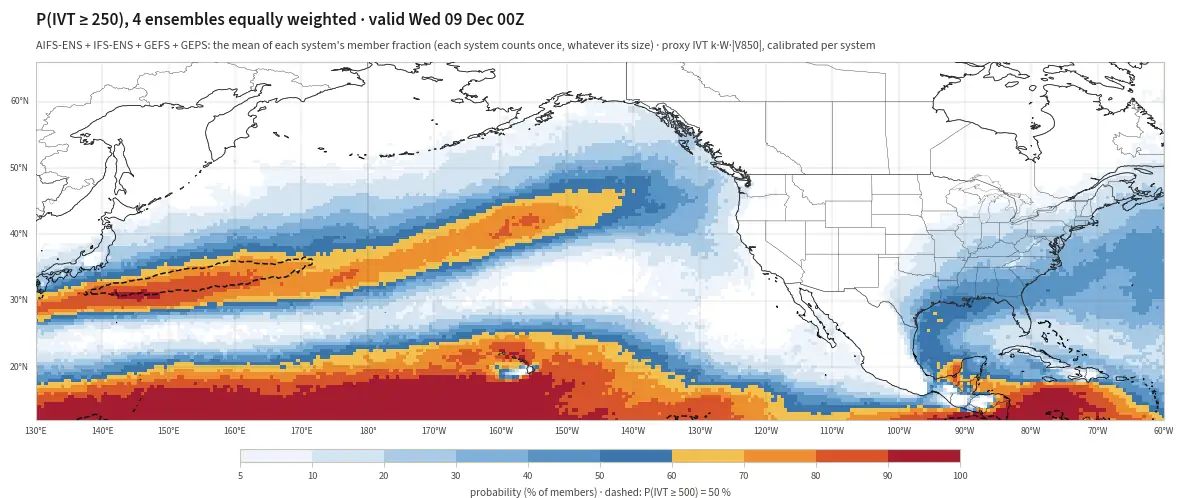 P(IVT ≥ 250), 4 ensembles equally weighted · valid Wed 09 Dec 00Z
AIFS-ENS + IFS-ENS + GEFS + GEPS: the mean of each system's member fraction (each system counts once, whatever its size) · proxy IVT k·W·|V850|, calibrated per system
60°N
50°N
40°N
30°N
20°N
130°E 140°E 150°E 160°E 170°E 180° 170°W 160°W 150°W 140°W 130°W 120°W 110°W 100°W 90°W 80°W 70°W 60°W
5 10 20 30 40 50 60 70 80 90 100
probability (% of members) · dashed: P(IVT ≥ 500) = 50 %